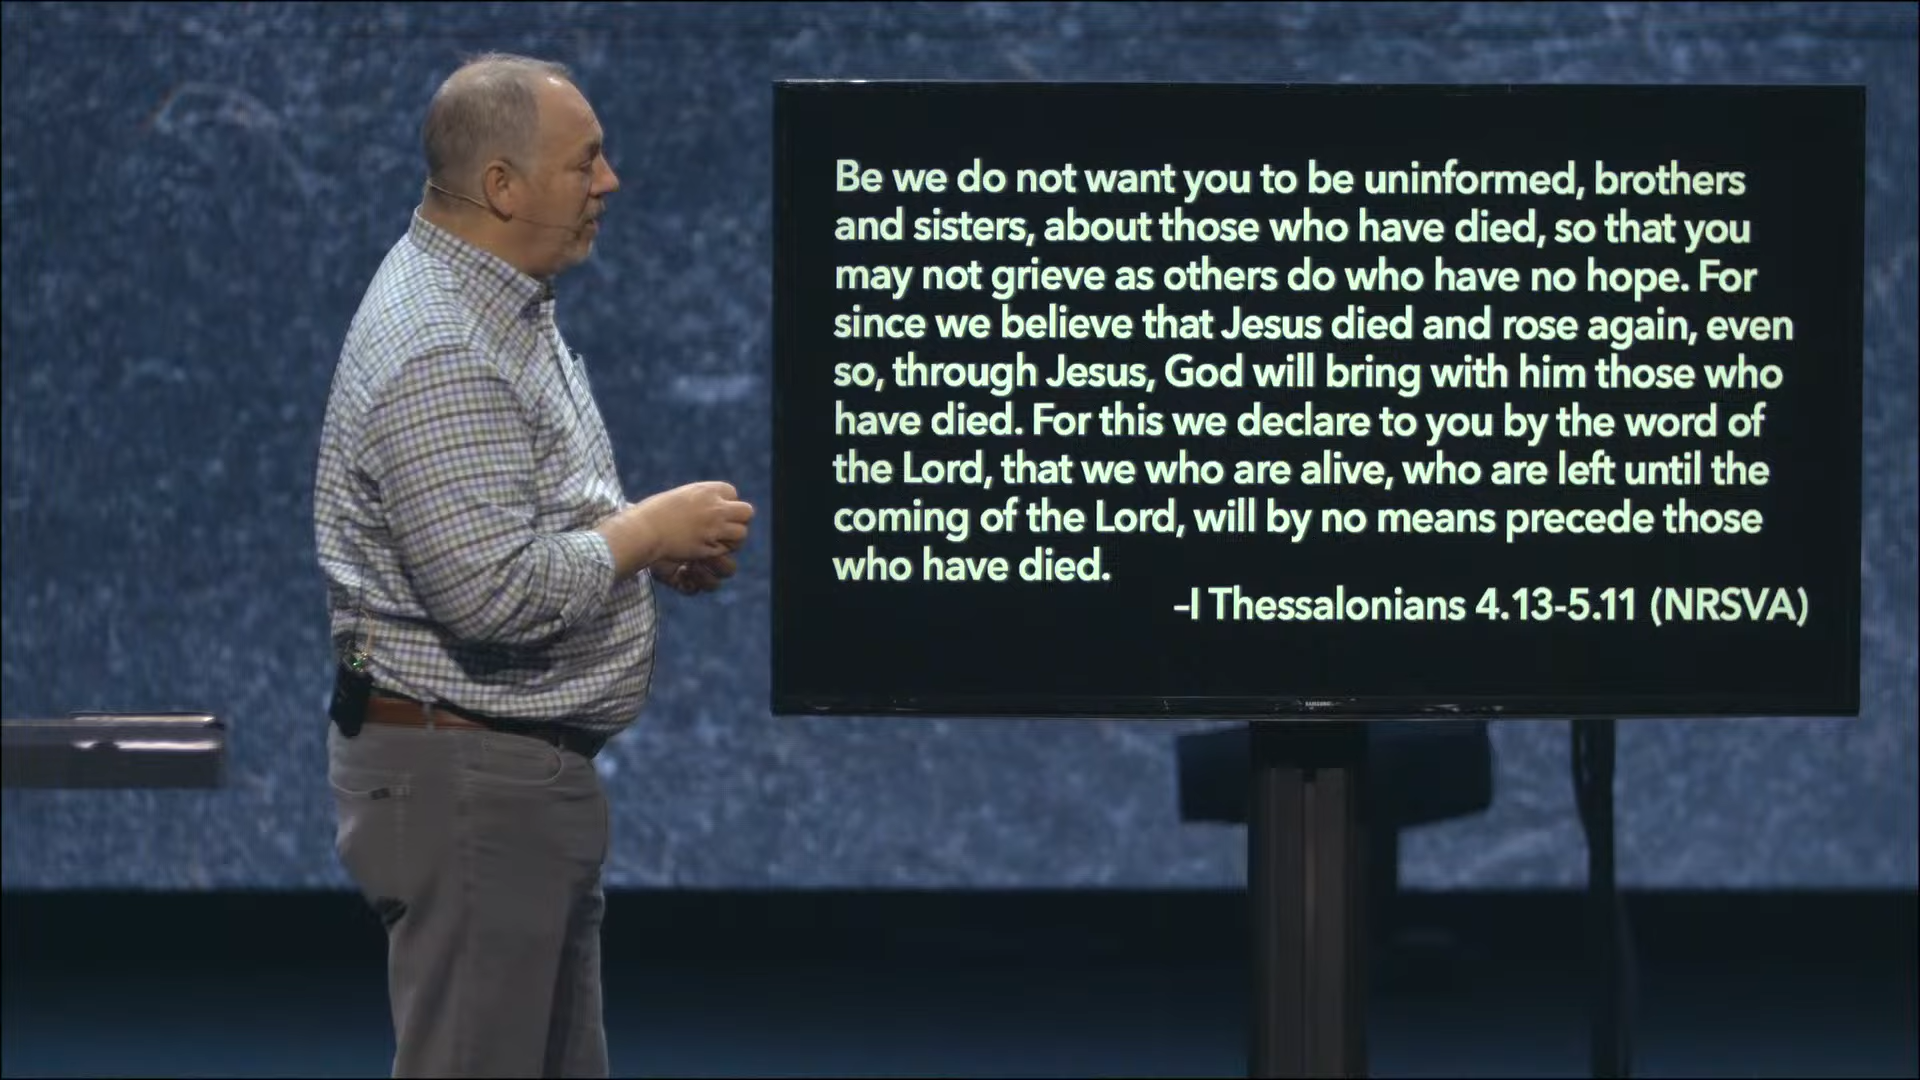 Be we do not want you to be uninformed, brothers
and sisters, about those who have died, so that you
may not grieve as others do who have no hope. For
since we believe that Jesus died and rose again, even
so, through Jesus, God will bring with him those who
have died. For this we declare to you by the word of
the Lord, that we who are alive, who are left until the
coming of the Lord, will by no means precede those
who have died.
–I Thessalonians 4.13-5.11 (NRSVA)
SAMSUNG